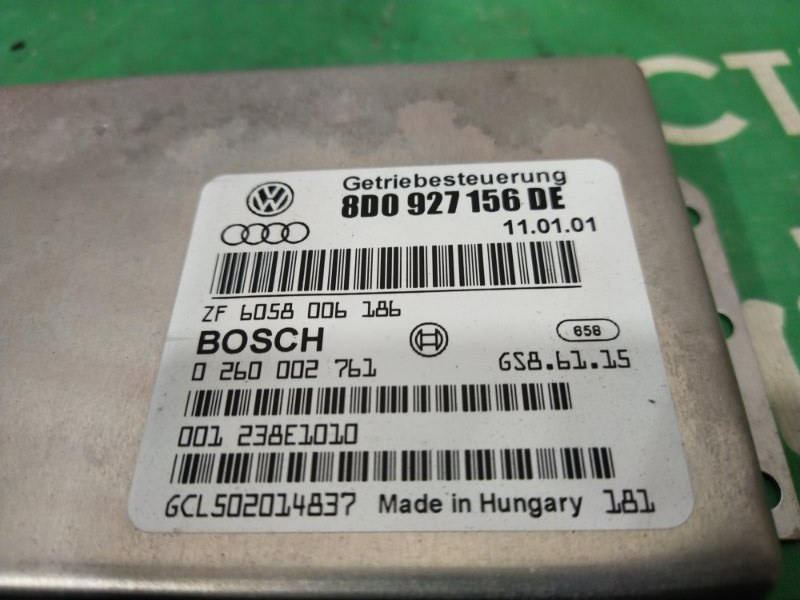 Getriebesteuerung
8D0 927 156 DE
11.01.01
ZF 6058 006 186
BOSCH
658
0 260 002 761
GS8.61.15
001 238E1010
GCL502014837 Made in Hungary 181
СТ